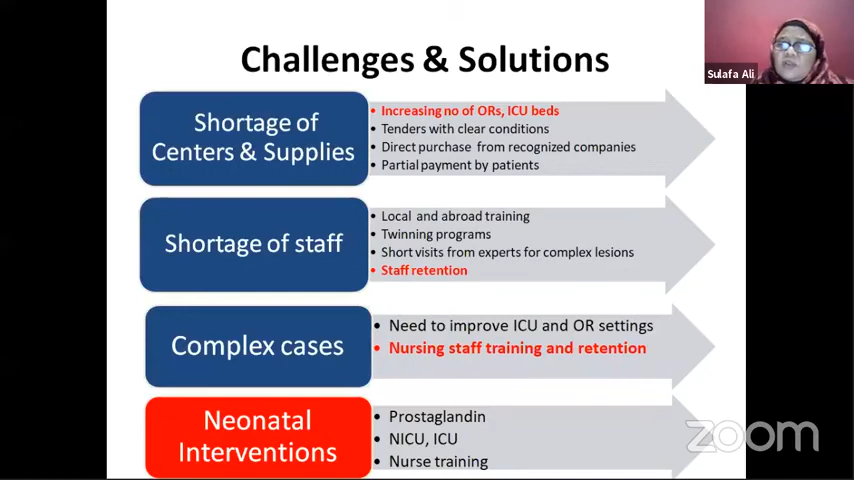 Challenges & Solutions
Sulafa Ali
Shortage of
Centers & Supplies
• Increasing no of ORs, ICU beds
• Tenders with clear conditions
• Direct purchase from recognized companies
• Partial payment by patients
Shortage of staff
• Local and abroad training
• Twinning programs
• Short visits from experts for complex lesions
• Staff retention
Complex cases
• Need to improve ICU and OR settings
• Nursing staff training and retention
Neonatal
Interventions
• Prostaglandin
• NICU, ICU
• Nurse training
zoom